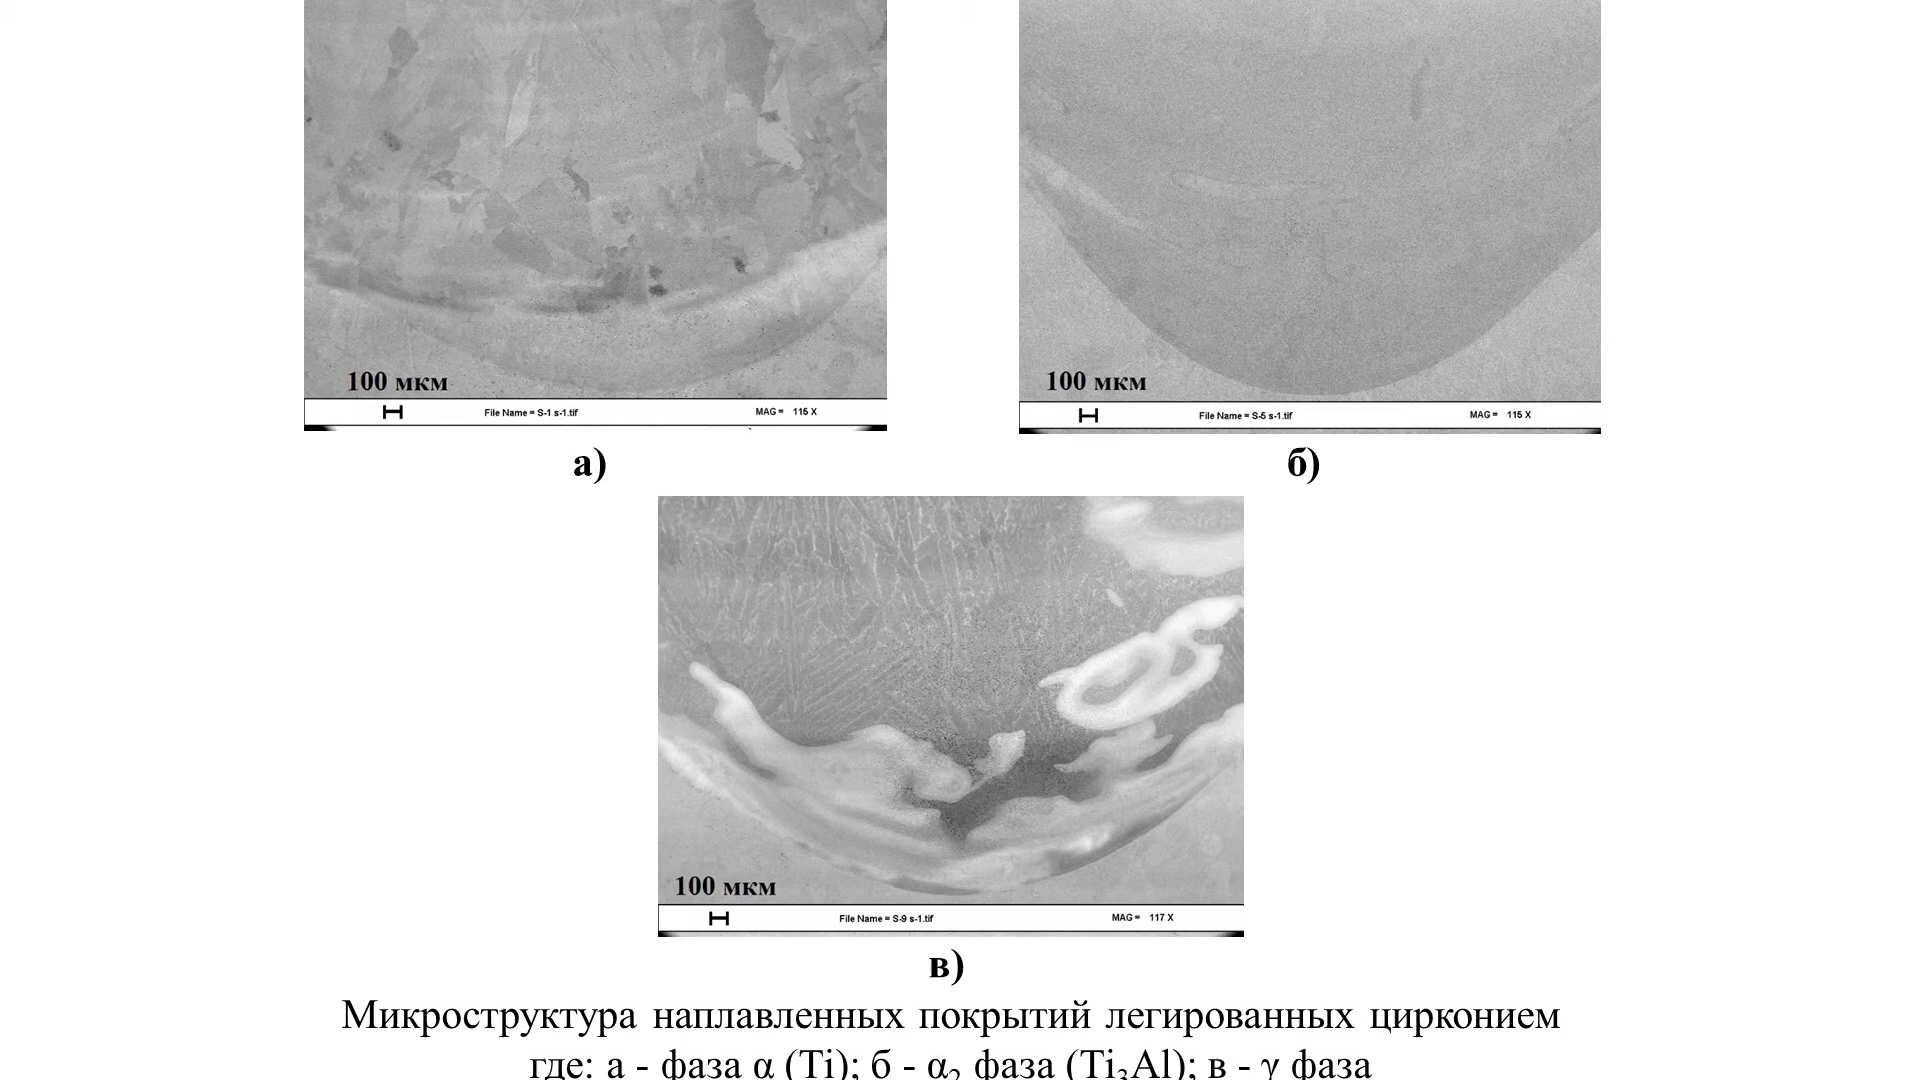 100 мкм
File Name = S-1 s-1.tif MAG = 115 X
100 мкм
File Name = S-5 s-1.tif MAG = 115 X
а)
б)
100 мкм
File Name = S-9 s-1.tif MAG = 117 X
в)
Микроструктура наплавленных покрытий легированных цирконием
где: а - фаза α (Ti); б - α₂ фаза (Ti₃Al); в - γ фаза